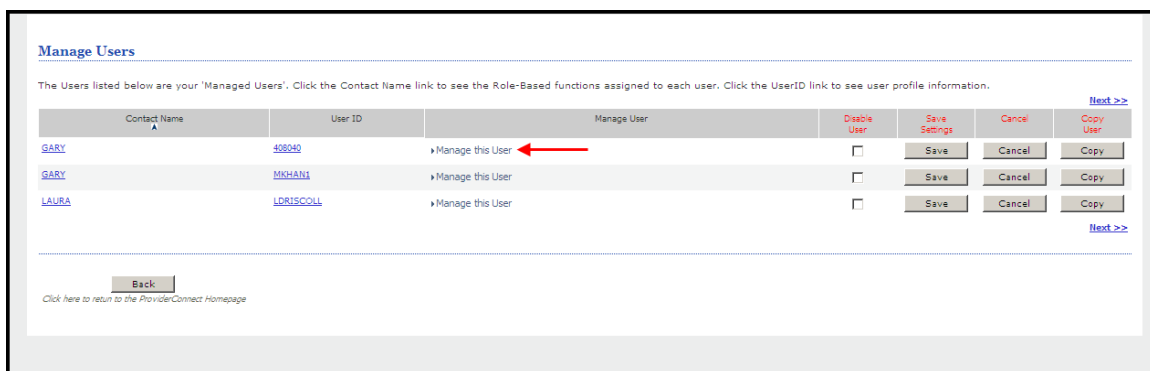 Manage Users
The Users listed below are your 'Managed Users'. Click the Contact Name link to see the Role-Based functions assigned to each user. Click the UserID link to see user profile information.
Next >>
Contact Name User ID Manage User Disable User Save Settings Cancel Copy User
GARY 408040 Manage this User Save Cancel Copy
GARY MKHAN1 Manage this User Save Cancel Copy
LAURA LDRISCOLL Manage this User Save Cancel Copy
Next >>
Back
Click here to retun to the ProviderConnect Homepage